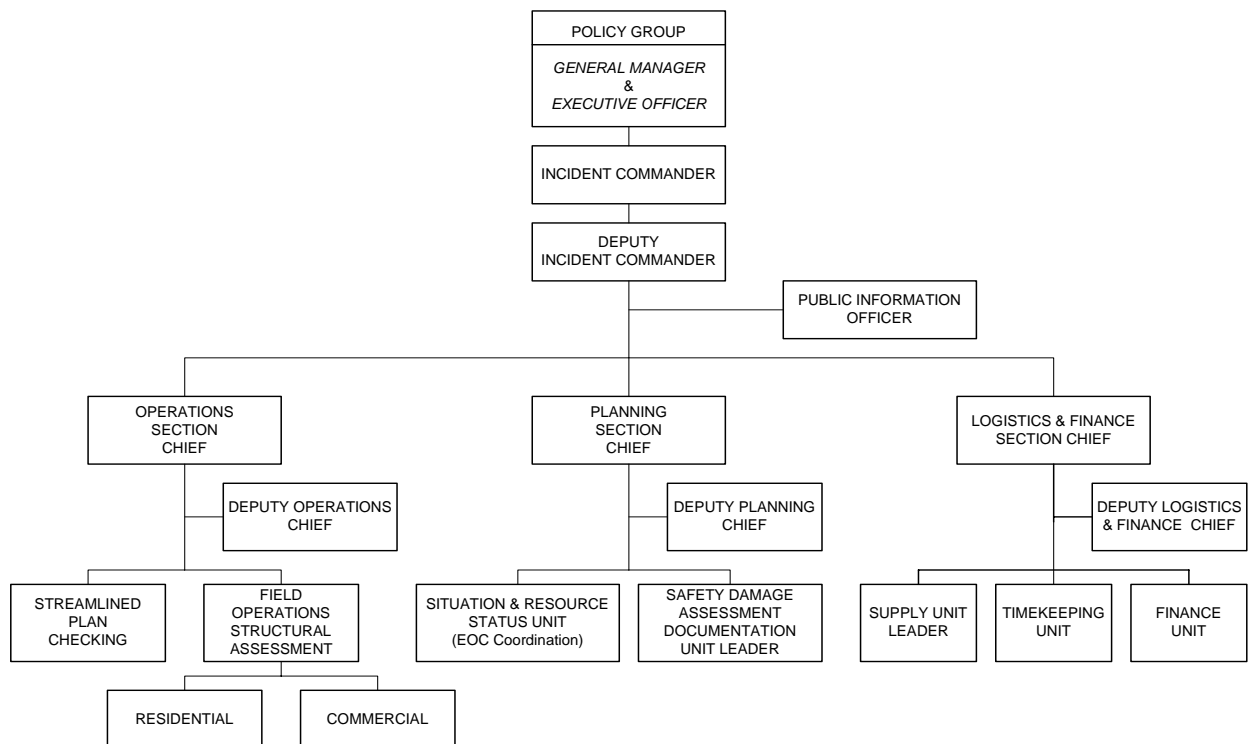 POLICY GROUP
GENERAL MANAGER
&
EXECUTIVE OFFICER
INCIDENT COMMANDER
DEPUTY
INCIDENT COMMANDER
PUBLIC INFORMATION
OFFICER
OPERATIONS
SECTION
CHIEF
PLANNING
SECTION
CHIEF
LOGISTICS & FINANCE
SECTION CHIEF
DEPUTY OPERATIONS
CHIEF
DEPUTY PLANNING
CHIEF
DEPUTY LOGISTICS
& FINANCE CHIEF
STREAMLINED
PLAN
CHECKING
FIELD
OPERATIONS
STRUCTURAL
ASSESSMENT
SITUATION & RESOURCE
STATUS UNIT
(EOC Coordination)
SAFETY DAMAGE
ASSESSMENT
DOCUMENTATION
UNIT LEADER
SUPPLY UNIT
LEADER
TIMEKEEPING
UNIT
FINANCE
UNIT
RESIDENTIAL
COMMERCIAL